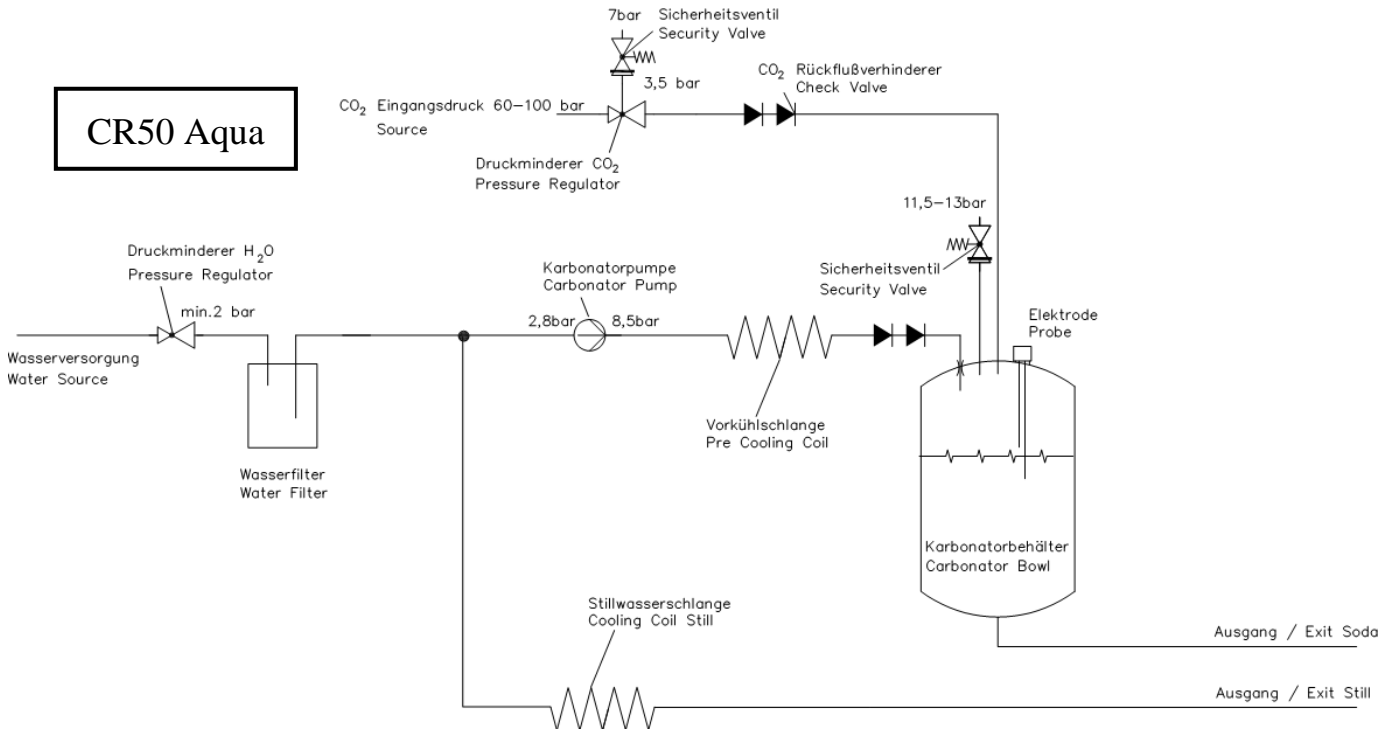 7bar
Sicherheitsventil
Security Valve
3,5 bar
CO₂ Rückflußverhinderer
Check Valve
CO₂ Eingangsdruck 60–100 bar
Source
CR50 Aqua
Druckminderer CO₂
Pressure Regulator
11,5–13bar
Druckminderer H₂O
Pressure Regulator
min.2 bar
Karbonatorpumpe
Carbonator Pump
2,8bar
8,5bar
Sicherheitsventil
Security Valve
Elektrode
Probe
Wasserversorgung
Water Source
Vorkühlschlange
Pre Cooling Coil
Wasserfilter
Water Filter
Karbonatorbehälter
Carbonator Bowl
Stillwasserschlange
Cooling Coil Still
Ausgang / Exit Soda
Ausgang / Exit Still